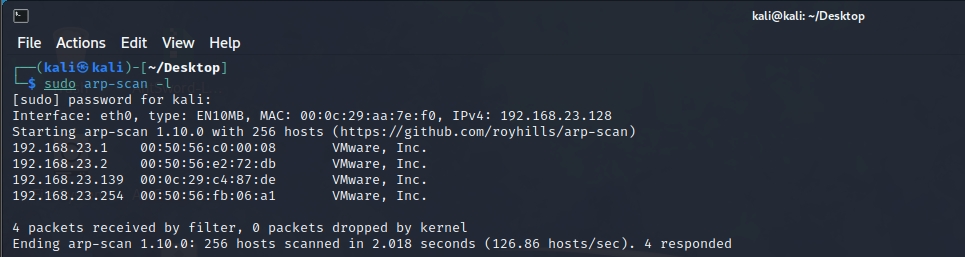 kali@kali: ~/Desktop
File Actions Edit View Help
┌──(kali㉿kali)-[~/Desktop]
└─$ sudo arp-scan -l
[sudo] password for kali:
Interface: eth0, type: EN10MB, MAC: 00:0c:29:aa:7e:f0, IPv4: 192.168.23.128
Starting arp-scan 1.10.0 with 256 hosts (https://github.com/royhills/arp-scan)
192.168.23.1 00:50:56:c0:00:08 VMware, Inc.
192.168.23.2 00:50:56:e2:72:db VMware, Inc.
192.168.23.139 00:0c:29:c4:87:de VMware, Inc.
192.168.23.254 00:50:56:fb:06:a1 VMware, Inc.
4 packets received by filter, 0 packets dropped by kernel
Ending arp-scan 1.10.0: 256 hosts scanned in 2.018 seconds (126.86 hosts/sec). 4 responded